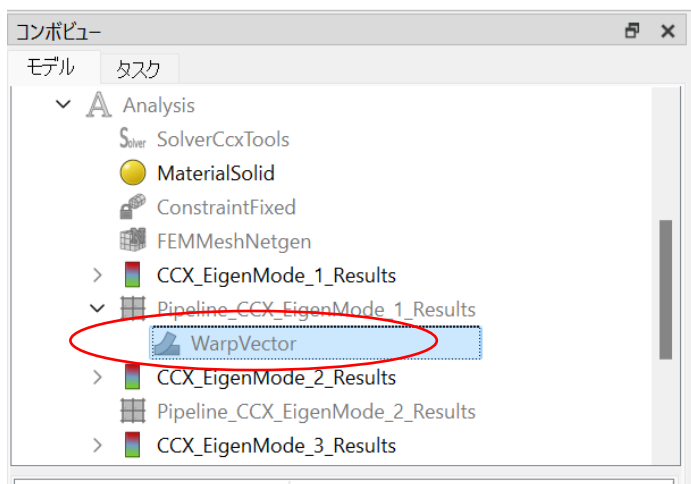 コンボビュー
モデル タスク
Analysis
Solver SolverCcxTools
MaterialSolid
ConstraintFixed
FEMMeshNetgen
CCX_EigenMode_1_Results
Pipeline_CCX_EigenMode_1_Results
WarpVector
CCX_EigenMode_2_Results
Pipeline_CCX_EigenMode_2_Results
CCX_EigenMode_3_Results